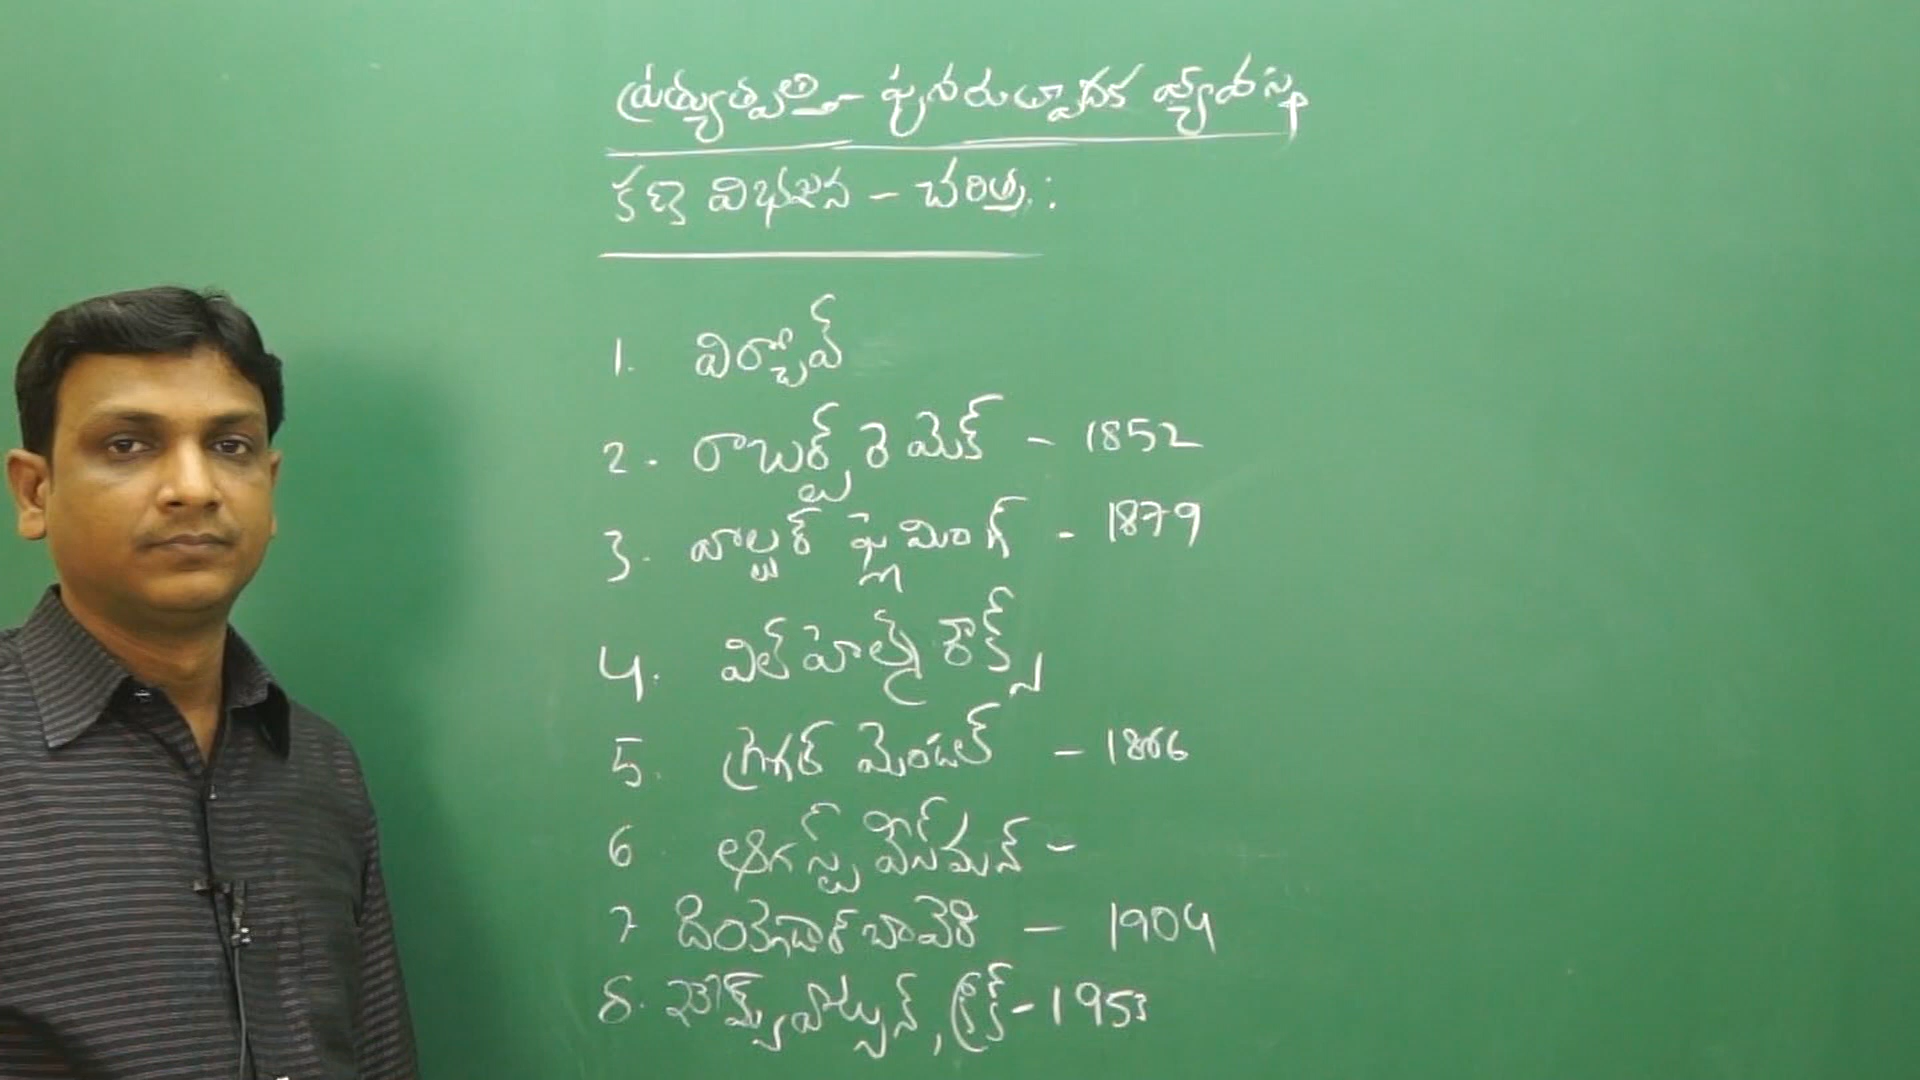 ప్రత్యుత్పత్తి - పునరుత్పాదక వ్యవస్థ
కణ విభజన - చరిత్ర :
1. విర్చోవ్
2. రాబర్ట్ రెమెక్ - 1852
3. వాల్టర్ ఫ్లెమింగ్ - 1879
4. విల్ హెల్మ్ రౌక్స్
5. గ్రెగర్ మెండల్ - 1866
6 ఆగస్ట్ వీస్‌మన్ -
7 బావెరి - 1904
8. జేమ్స్ వాట్సన్, క్రిక్ - 1953